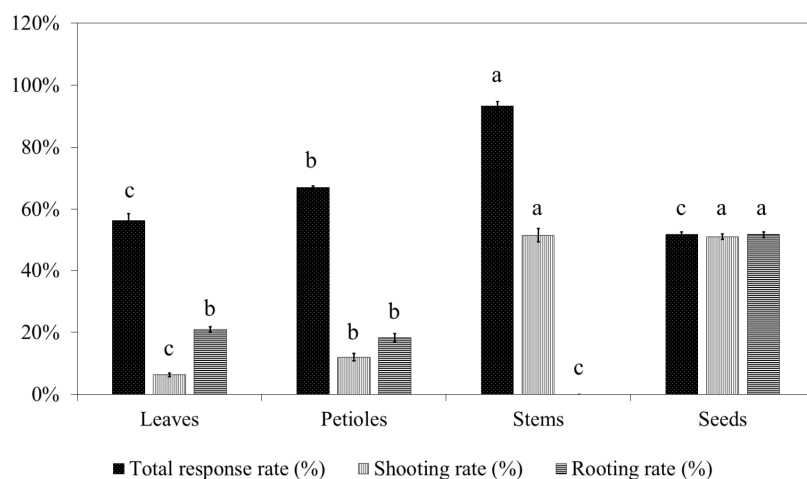 120%
100%
80%
60%
40%
20%
0%
c
c
b
b
b
b
a
a
c
c
a
a
Leaves
Petioles
Stems
Seeds
Total response rate (%)
Shooting rate (%)
Rooting rate (%)